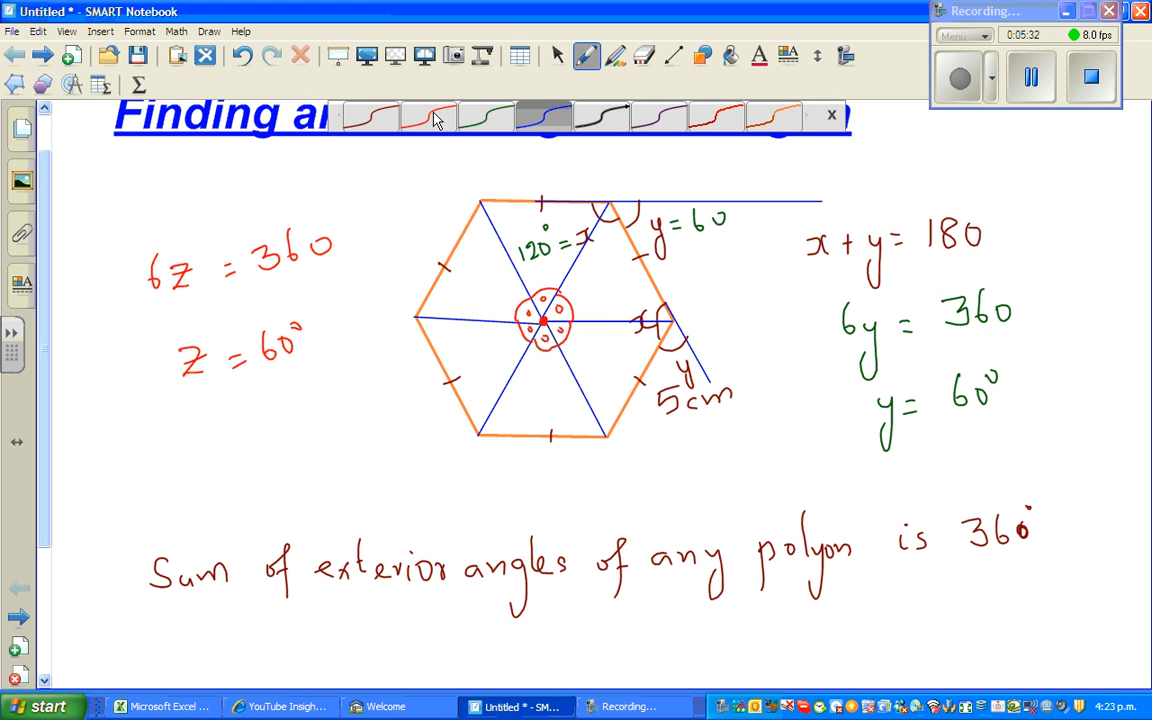 Untitled * - SMART Notebook
Recording...
File Edit View Insert Format Math Draw Help
Menu
0:05:32
8.0 fps
Finding
6z = 360
z = 60°
120° = x
y = 60
x
y
5cm
x + y = 180
6y = 360
y = 60°
Sum of exterior angles of any polyon is 360°
start
Microsoft Excel ...
YouTube Insigh...
Welcome
Untitled * - SM...
Recording...
4:23 p.m.